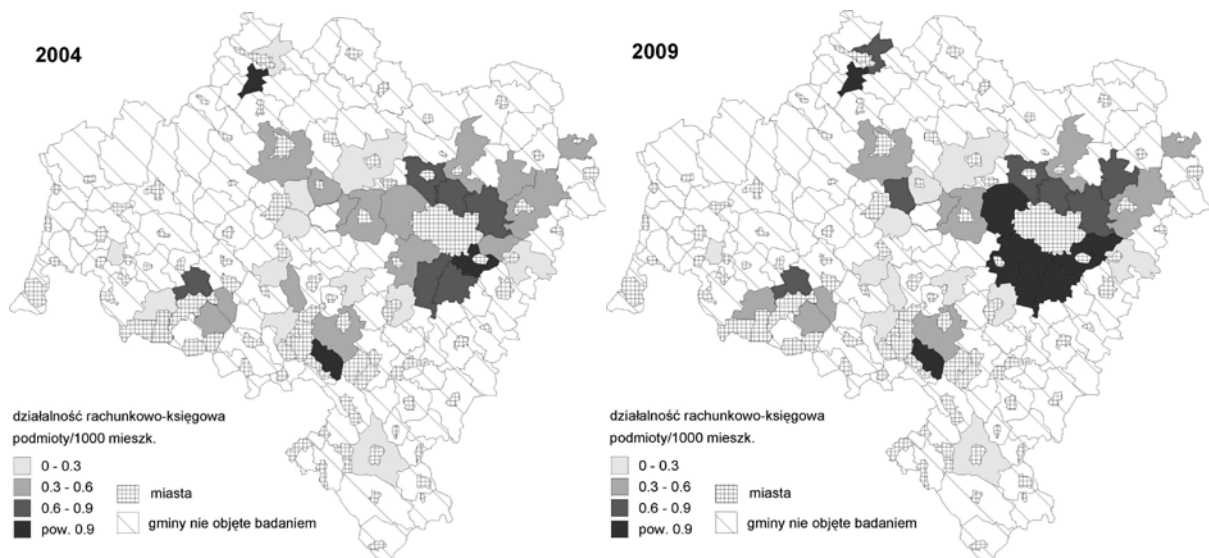 2004
działalność rachunkowo-księgowa
podmioty/1000 mieszk.
0 - 0.3
0.3 - 0.6
0.6 - 0.9
pow. 0.9
miasta
gminy nie objęte badaniem
2009
działalność rachunkowo-księgowa
podmioty/1000 mieszk.
0 - 0.3
0.3 - 0.6
0.6 - 0.9
pow. 0.9
miasta
gminy nie objęte badaniem